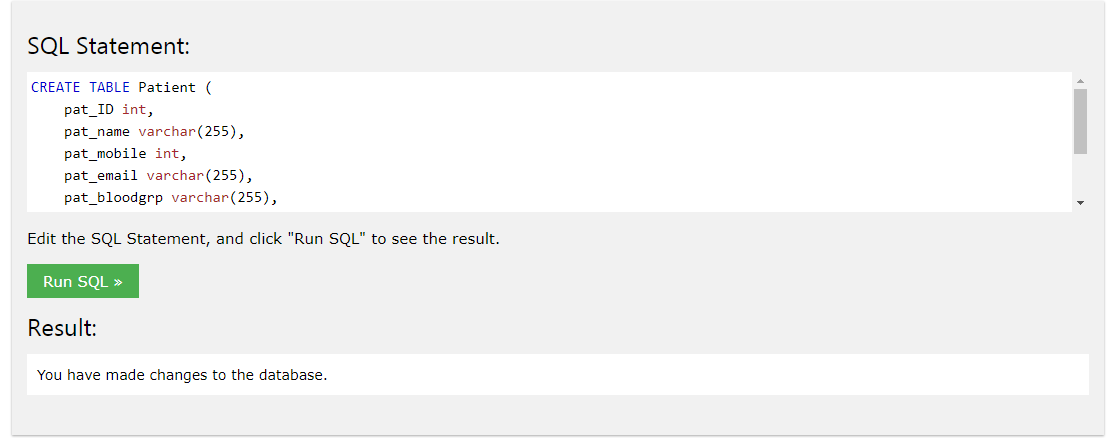 SQL Statement:
CREATE TABLE Patient (
    pat_ID int,
    pat_name varchar(255),
    pat_mobile int,
    pat_email varchar(255),
    pat_bloodgrp varchar(255),
Edit the SQL Statement, and click "Run SQL" to see the result.
Run SQL »
Result:
You have made changes to the database.